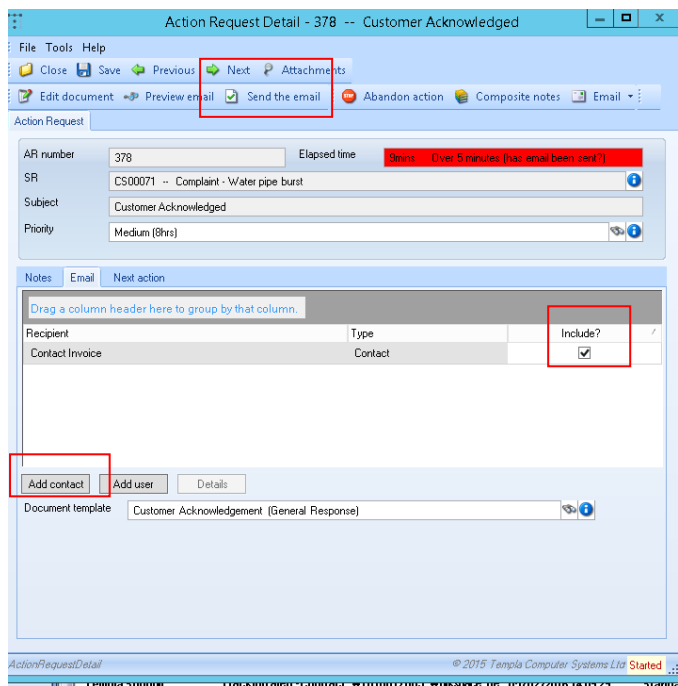 Action Request Detail - 378 -- Customer Acknowledged
File Tools Help
Close Save Previous Next Attachments
Edit document Preview email Send the email Abandon action Composite notes Email
Action Request
AR number 378 Elapsed time 9mins Over 5 minutes (has email been sent?)
SR CS00071 -- Complaint - Water pipe burst
Subject Customer Acknowledged
Priority Medium (8hrs)
Notes Email Next action
Drag a column header here to group by that column.
Recipient Type Include?
Contact Invoice Contact
Add contact Add user Details
Document template Customer Acknowledgement (General Response)
ActionRequestDetail © 2015 Templa Computer Systems Ltd Started